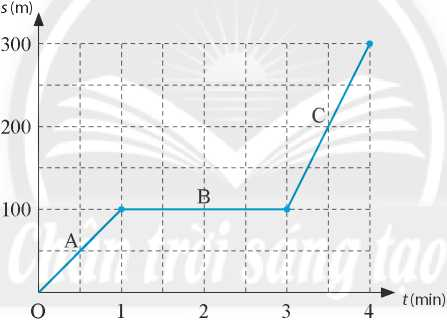 s (m)
300
200
100
A
B
C
O
1
2
3
4
t (min)
Chân trời sáng tạo